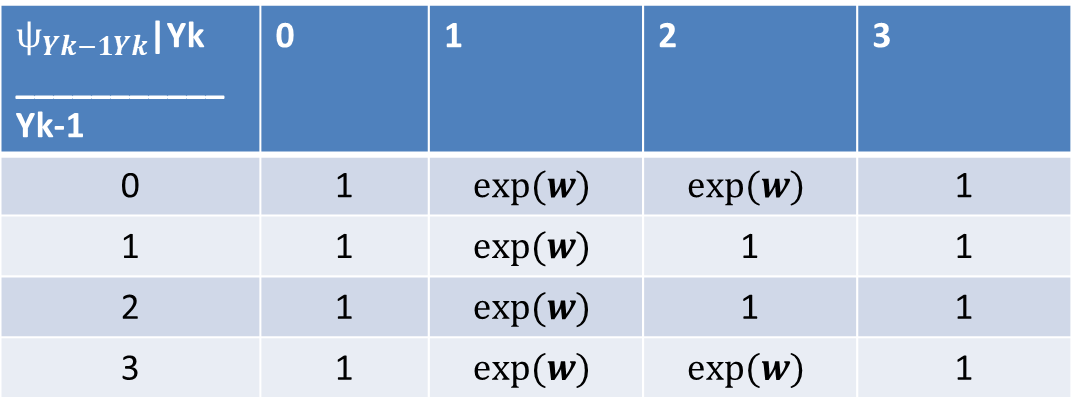 ψYk−1Yk|Yk 0 1 2 3
___________
Yk-1
0 1 exp(w) exp(w) 1
1 1 exp(w) 1 1
2 1 exp(w) 1 1
3 1 exp(w) exp(w) 1